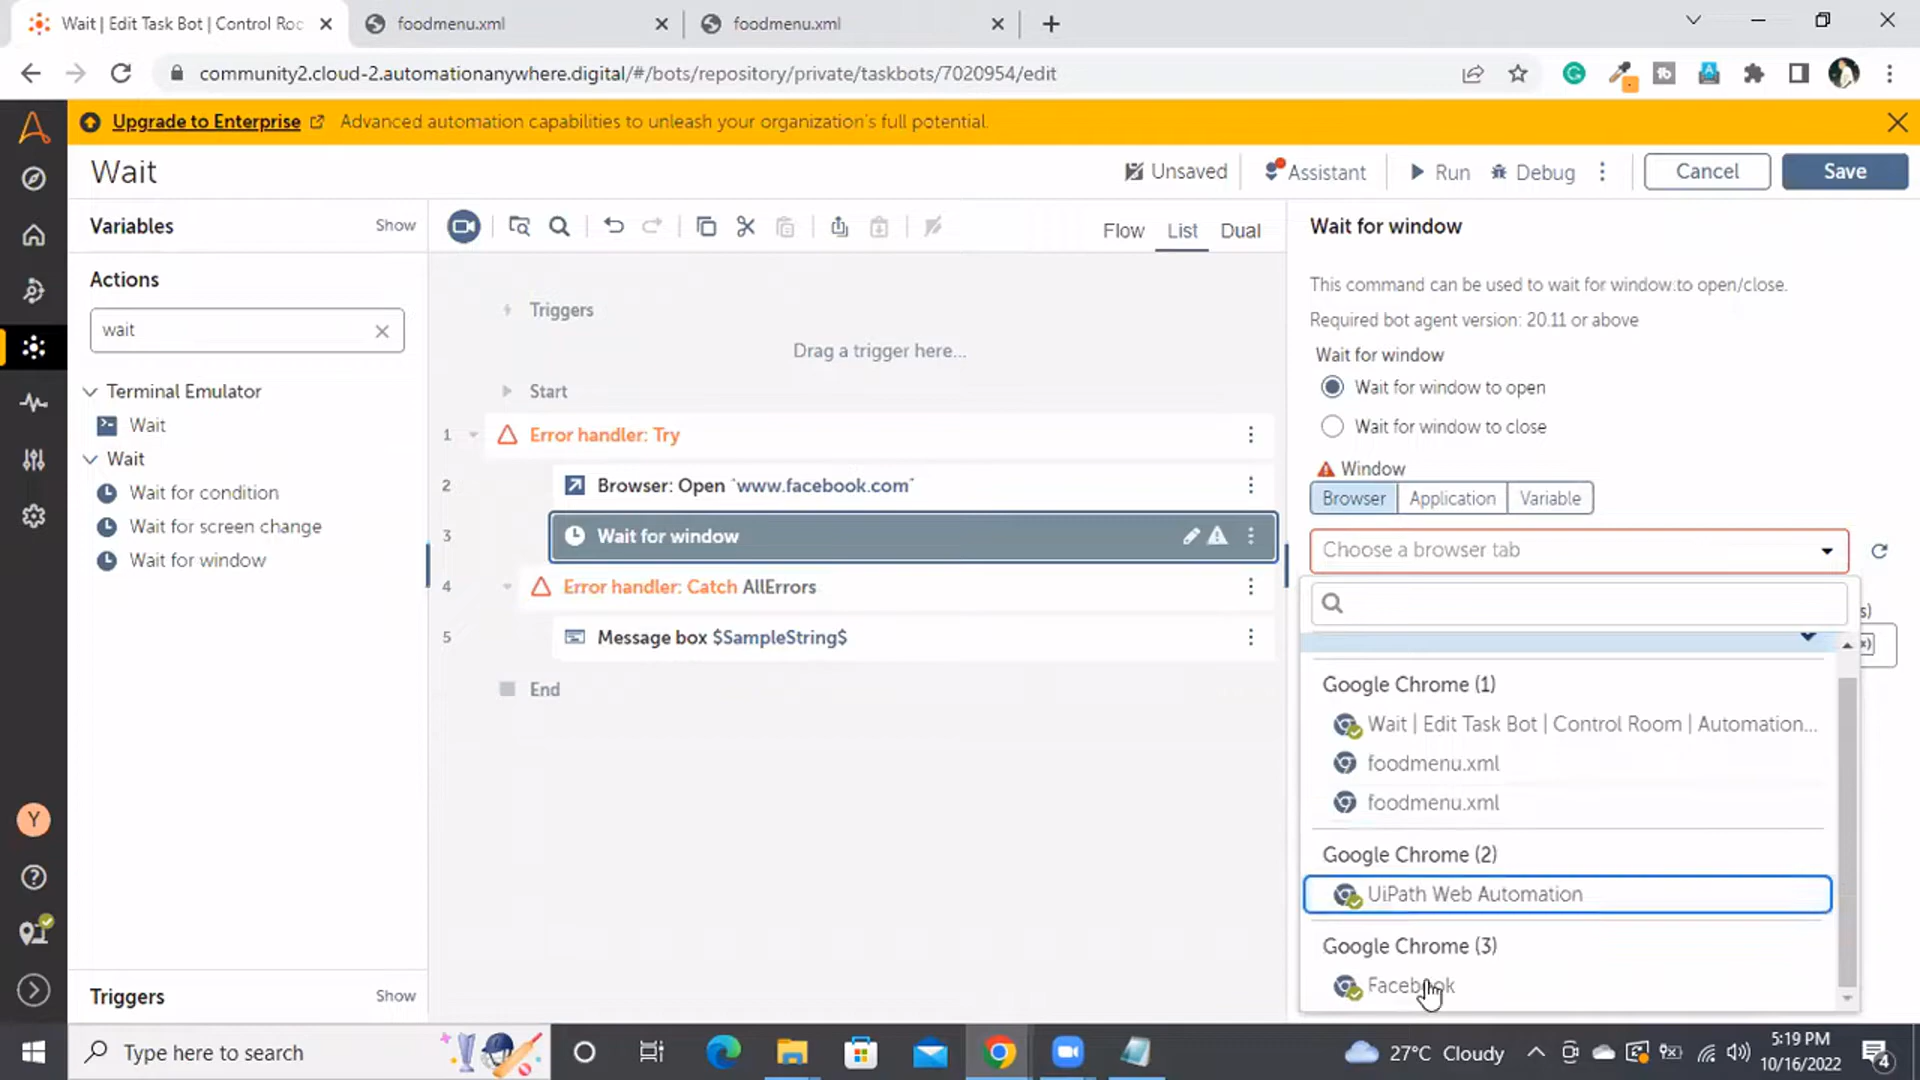 Wait | Edit Task Bot | Control Roo
foodmenu.xml
foodmenu.xml
community2.cloud-2.automationanywhere.digital/#/bots/repository/private/taskbots/7020954/edit
Upgrade to Enterprise
Advanced automation capabilities to unleash your organization's full potential.
Wait
Unsaved
Assistant
Run
Debug
Cancel
Save
Variables
Show
Flow
List
Dual
Wait for window
Actions
wait
Terminal Emulator
Wait
Wait
Wait for condition
Wait for screen change
Wait for window
Triggers
Show
Triggers
Drag a trigger here...
Start
1 Error handler: Try
2 Browser: Open "www.facebook.com"
3 Wait for window
4 Error handler: Catch AllErrors
5 Message box $SampleString$
End
This command can be used to wait for window to open/close.
Required bot agent version: 20.11 or above
Wait for window
Wait for window to open
Wait for window to close
Window
Browser
Application
Variable
Choose a browser tab
s)
x)
Google Chrome (1)
Wait | Edit Task Bot | Control Room | Automation...
foodmenu.xml
foodmenu.xml
Google Chrome (2)
UiPath Web Automation
Google Chrome (3)
Facebook
Y
Type here to search
27°C Cloudy
5:19 PM
10/16/2022
4